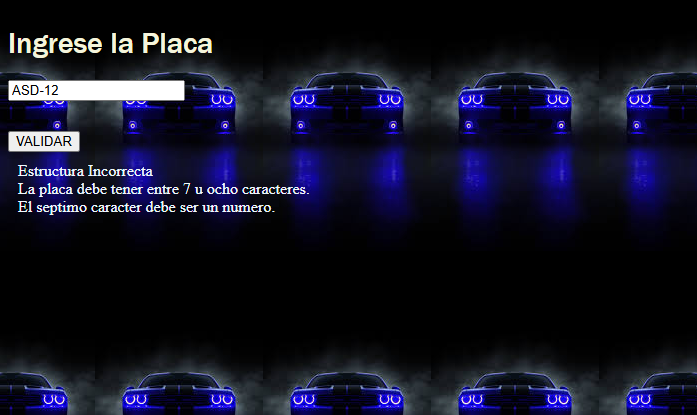 Ingrese la Placa
ASD-12
VALIDAR
Estructura Incorrecta
La placa debe tener entre 7 u ocho caracteres.
El septimo caracter debe ser un numero.